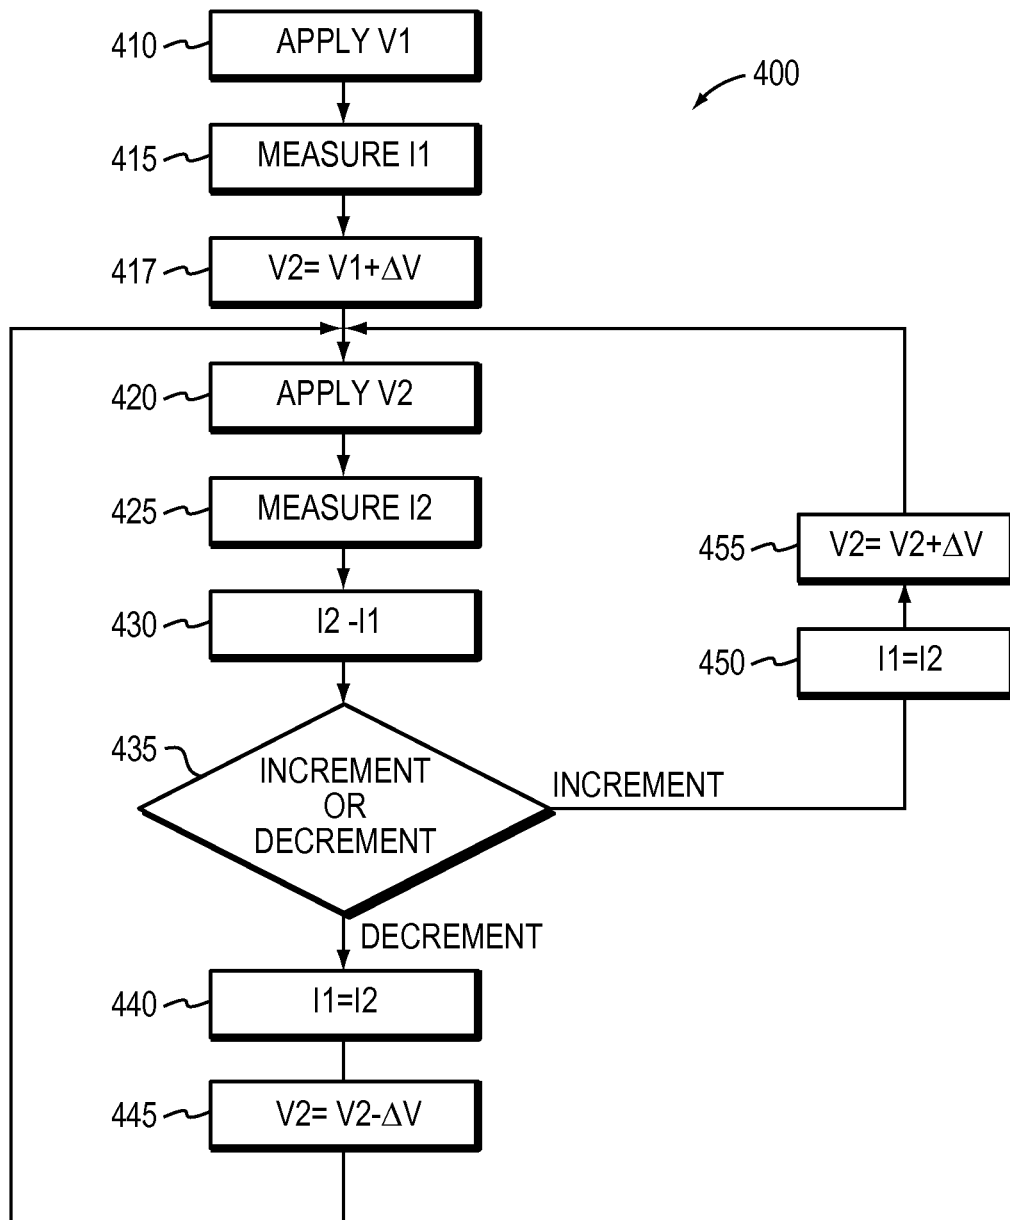 410
APPLY V1
400
415
MEASURE I1
417
V2= V1+ΔV
420
APPLY V2
425
MEASURE I2
455
V2= V2+ΔV
430
I2 -I1
450
I1=I2
435
INCREMENT
OR
DECREMENT
INCREMENT
DECREMENT
440
I1=I2
445
V2= V2-ΔV